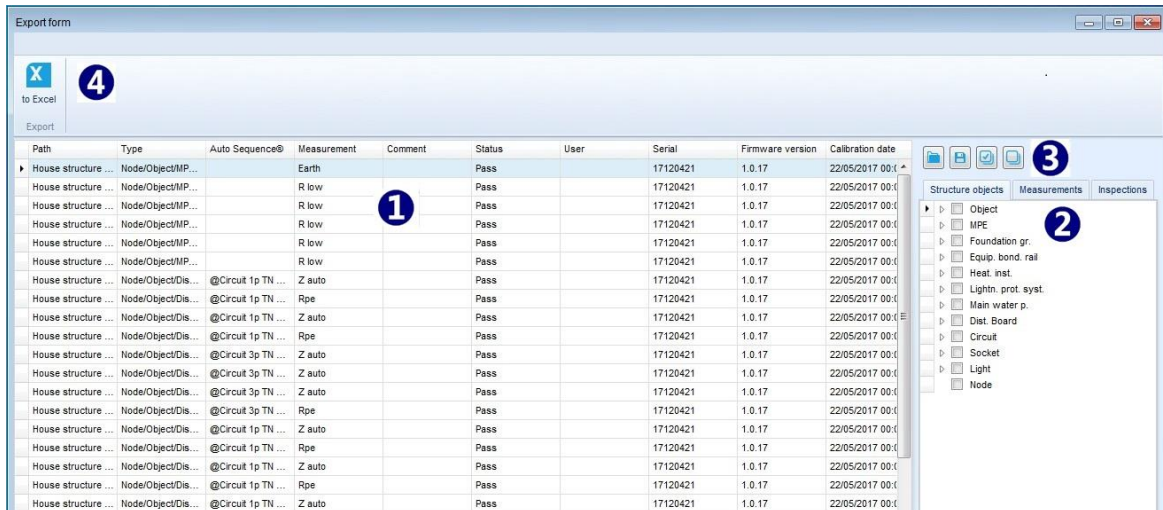 Export form
to Excel
4
Export
Path Type Auto Sequence® Measurement Comment Status User Serial Firmware version Calibration date
House structure ... Node/Object/MP... Earth Pass 17120421 1.0.17 22/05/2017 00:0
House structure ... Node/Object/MP... R low Pass 17120421 1.0.17 22/05/2017 00:0
House structure ... Node/Object/MP... R low Pass 17120421 1.0.17 22/05/2017 00:0
House structure ... Node/Object/MP... R low Pass 17120421 1.0.17 22/05/2017 00:0
House structure ... Node/Object/MP... R low Pass 17120421 1.0.17 22/05/2017 00:0
House structure ... Node/Object/MP... R low Pass 17120421 1.0.17 22/05/2017 00:0
House structure ... Node/Object/Dis... @Circuit 1p TN ... Z auto Pass 17120421 1.0.17 22/05/2017 00:0
House structure ... Node/Object/Dis... @Circuit 1p TN ... Rpe Pass 17120421 1.0.17 22/05/2017 00:0
House structure ... Node/Object/Dis... @Circuit 1p TN ... Z auto Pass 17120421 1.0.17 22/05/2017 00:0
House structure ... Node/Object/Dis... @Circuit 1p TN ... Rpe Pass 17120421 1.0.17 22/05/2017 00:0
House structure ... Node/Object/Dis... @Circuit 3p TN ... Z auto Pass 17120421 1.0.17 22/05/2017 00:0
House structure ... Node/Object/Dis... @Circuit 3p TN ... Z auto Pass 17120421 1.0.17 22/05/2017 00:0
House structure ... Node/Object/Dis... @Circuit 3p TN ... Z auto Pass 17120421 1.0.17 22/05/2017 00:0
House structure ... Node/Object/Dis... @Circuit 3p TN ... Rpe Pass 17120421 1.0.17 22/05/2017 00:0
House structure ... Node/Object/Dis... @Circuit 1p TN ... Z auto Pass 17120421 1.0.17 22/05/2017 00:0
House structure ... Node/Object/Dis... @Circuit 1p TN ... Rpe Pass 17120421 1.0.17 22/05/2017 00:0
House structure ... Node/Object/Dis... @Circuit 1p TN ... Z auto Pass 17120421 1.0.17 22/05/2017 00:0
House structure ... Node/Object/Dis... @Circuit 1p TN ... Rpe Pass 17120421 1.0.17 22/05/2017 00:0
House structure ... Node/Object/Dis... @Circuit 1p TN ... Z auto Pass 17120421 1.0.17 22/05/2017 00:0
1
3
Structure objects Measurements Inspections
2
Object
MPE
Foundation gr.
Equip. bond. rail
Heat. inst.
Lightn. prot. syst.
Main water p.
Dist. Board
Circuit
Socket
Light
Node